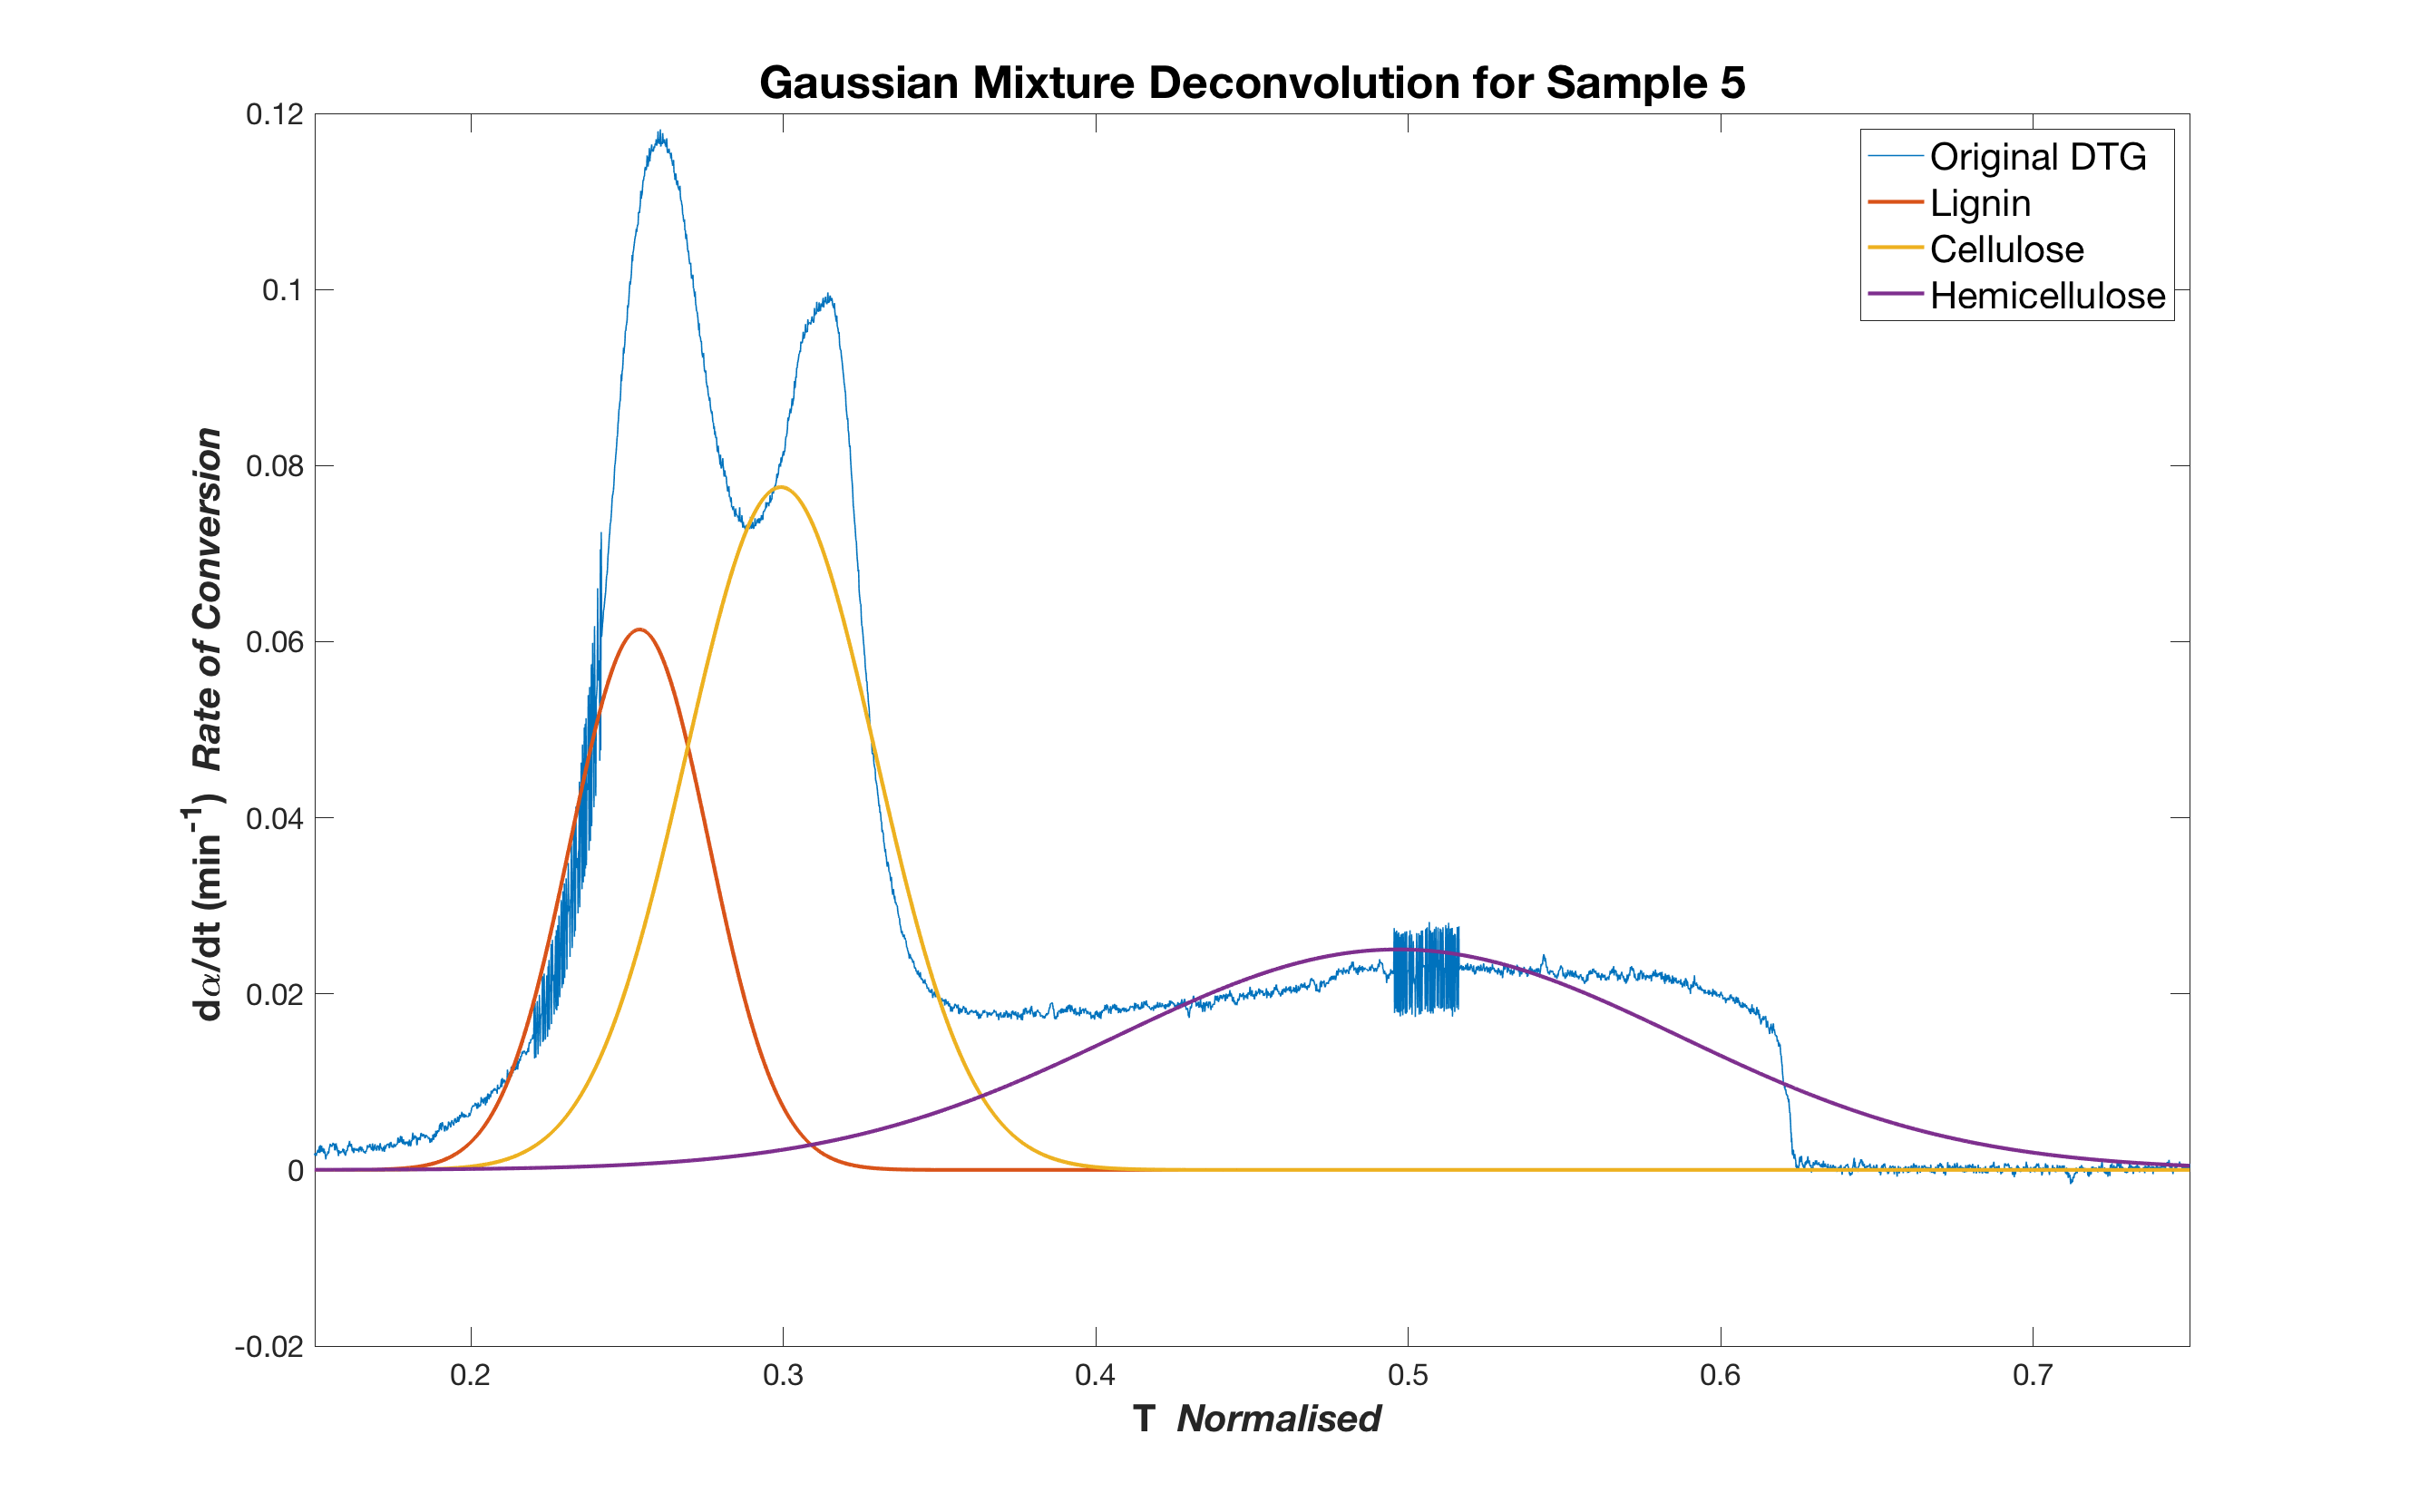 Gaussian Mixture Deconvolution for Sample 5
0.12
0.1
0.08
0.06
0.04
0.02
0
-0.02
dα/dt (min⁻¹) Rate of Conversion
Original DTG
Lignin
Cellulose
Hemicellulose
0.2 0.3 0.4 0.5 0.6 0.7
T Normalised